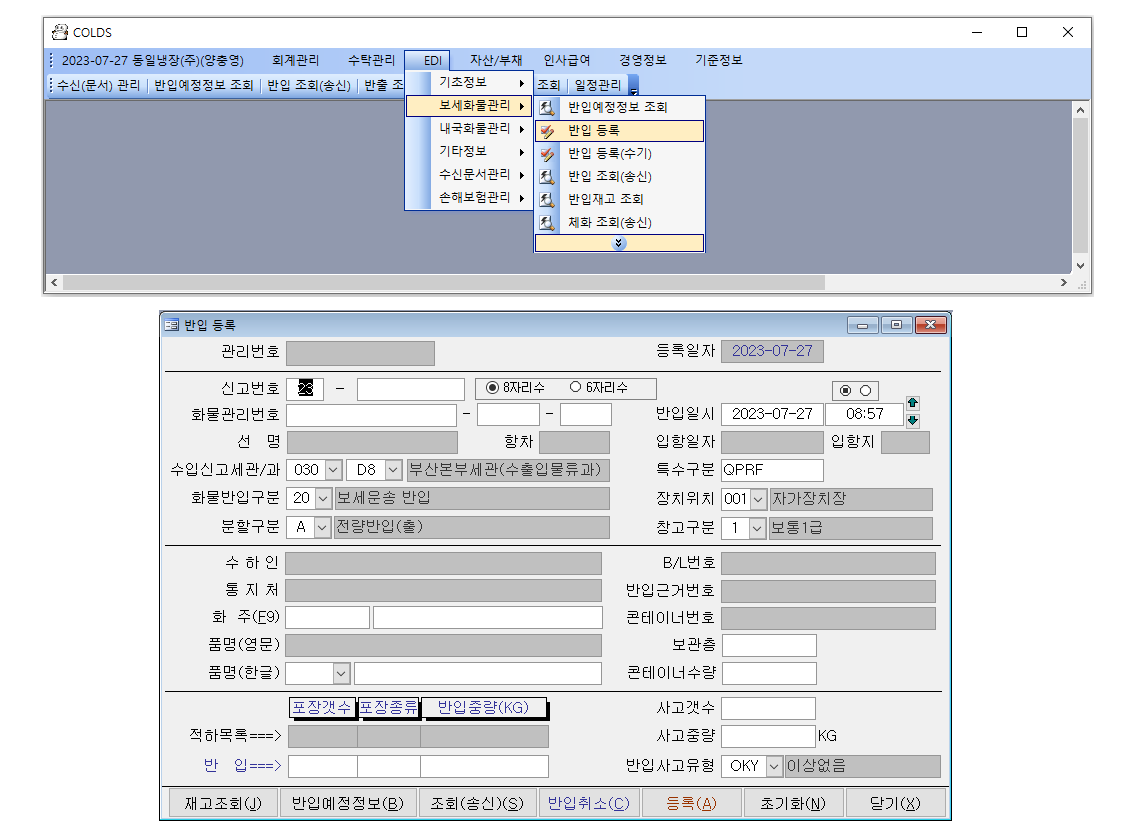 COLDS
2023-07-27 동일냉장(주)(양충영) 회계관리 수탁관리 EDI 자산/부채 인사급여 경영정보 기준정보
수신(문서) 관리 반입예정정보 조회 반입 조회(송신) 반출 조 조회 일정관리
기초정보
보세화물관리
내국화물관리
기타정보
수신문서관리
손해보험관리
반입예정정보 조회
반입 등록
반입 등록(수기)
반입 조회(송신)
반입재고 조회
체화 조회(송신)
반입 등록
관리번호 등록일자 2023-07-27
신고번호 23 - 8자리수 6자리수
화물관리번호 - - 반입일시 2023-07-27 08:57
선 명 항차 입항일자 입항지
수입신고세관/과 030 D8 부산본부세관(수출입물류과) 특수구분 QPRF
화물반입구분 20 보세운송 반입 장치위치 001 자가장치장
분할구분 A 전량반입(출) 창고구분 1 보통1급
수 하 인 B/L번호
통 지 처 반입근거번호
화 주(F9) 콘테이너번호
품명(영문) 보관층
품명(한글) 콘테이너수량
포장갯수 포장종류 반입중량(KG) 사고갯수
적하목록===> 사고중량 KG
반 입===> 반입사고유형 OKY 이상없음
재고조회(J) 반입예정정보(B) 조회(송신)(S) 반입취소(C) 등록(A) 초기화(N) 닫기(X)